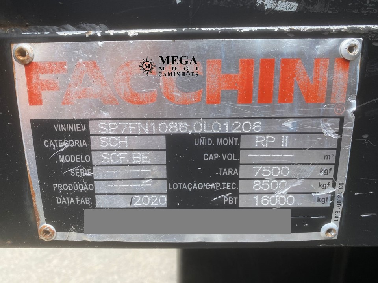 MEGA
FACCHINI
VIN/NIEV SR7FN1086,0L01208
CATEGORIA SCH UNID. MONT. RP II
MODELO SCF.BE CAP.VOL. ------ m³
SÉRIE ------ TARA 7500 kgf
PRODUÇÃO ------ LOTAÇÃO/CAP.TEC. 8500 kgf
DATA FAB. /2020 PBT 16000 kgf